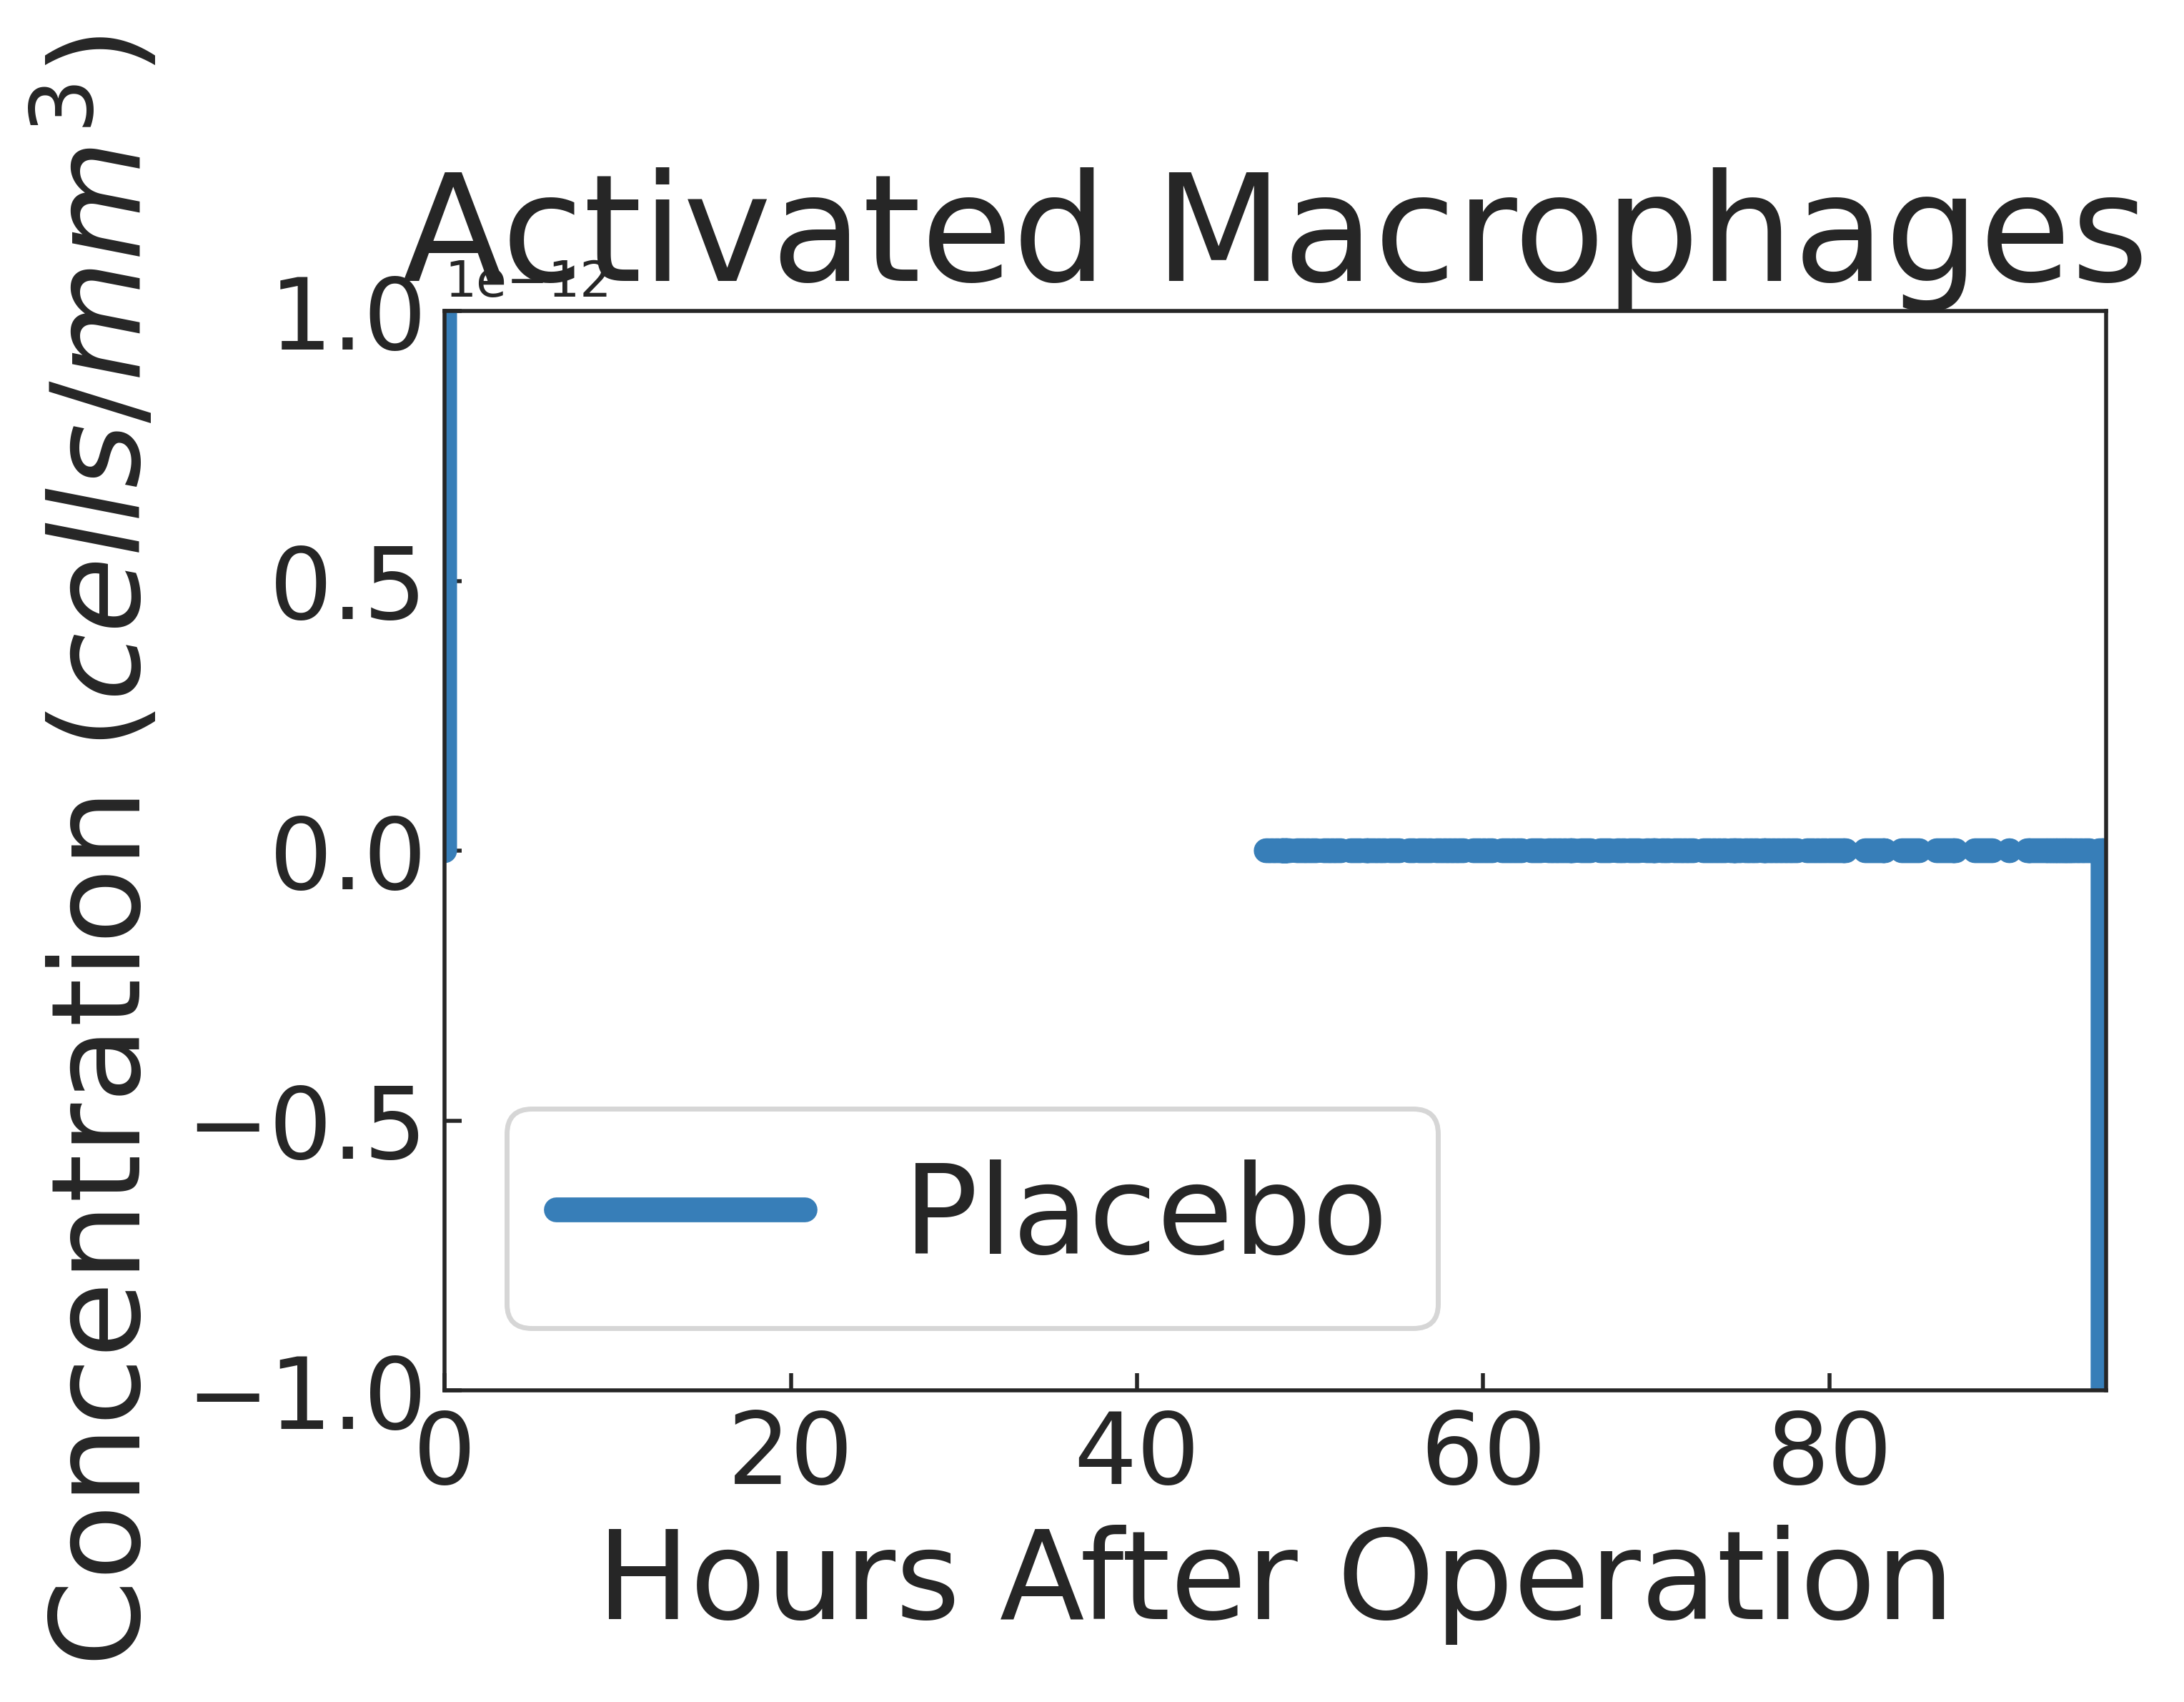 Activated Macrophages
1e−12
1.0
0.5
0.0
−0.5
−1.0
Concentration (cells/mm³)
Placebo
0 20 40 60 80
Hours After Operation